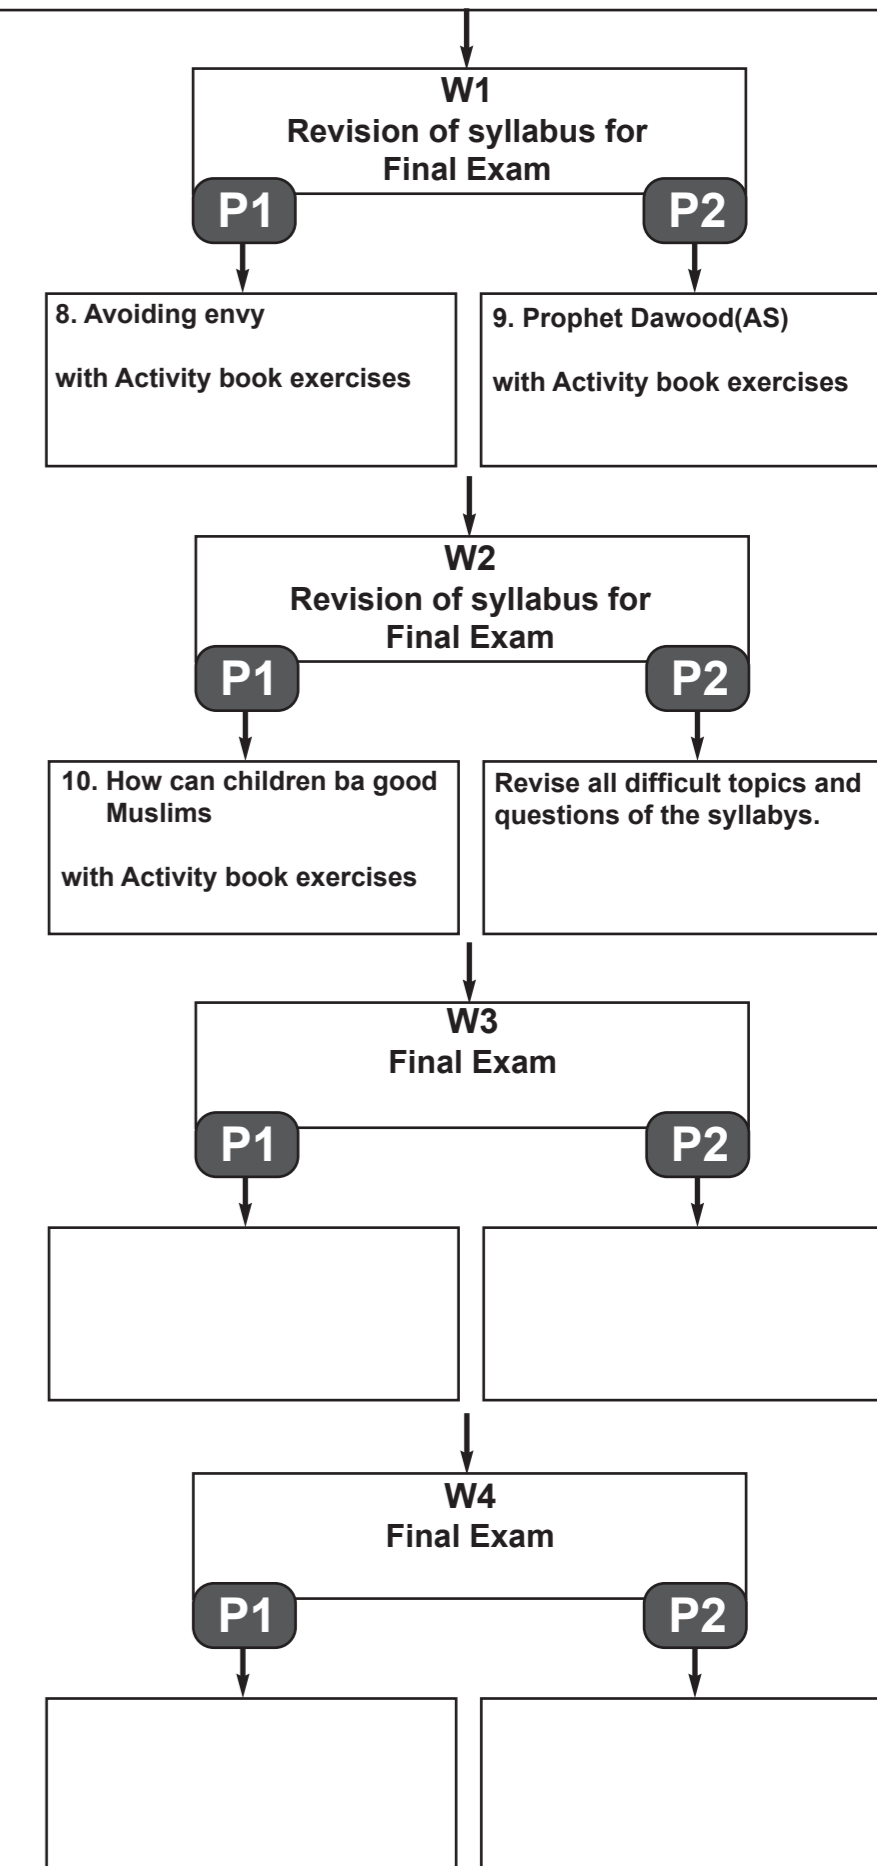 W1
Revision of syllabus for
Final Exam
P1
P2
8. Avoiding envy
with Activity book exercises
9. Prophet Dawood(AS)
with Activity book exercises
W2
Revision of syllabus for
Final Exam
P1
P2
10. How can children ba good
Muslims
with Activity book exercises
Revise all difficult topics and
questions of the syllabys.
W3
Final Exam
P1
P2
W4
Final Exam
P1
P2